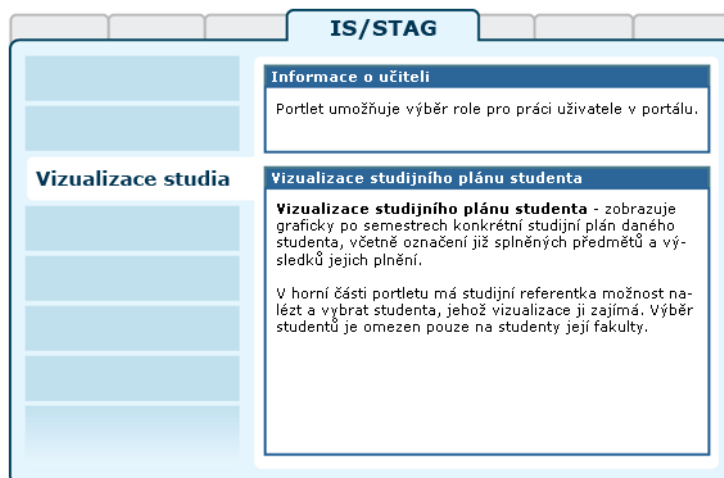 IS/STAG
Informace o učiteli
Portlet umožňuje výběr role pro práci uživatele v portálu.
Vizualizace studia
Vizualizace studijního plánu studenta
Vizualizace studijního plánu studenta - zobrazuje
graficky po semestrech konkrétní studijní plán daného
studenta, včetně označení již splněných předmětů a vý-
sledků jejich plnění.
V horní části portletu má studijní referentka možnost na-
lézt a vybrat studenta, jehož vizualizace ji zajímá. Výběr
studentů je omezen pouze na studenty její fakulty.